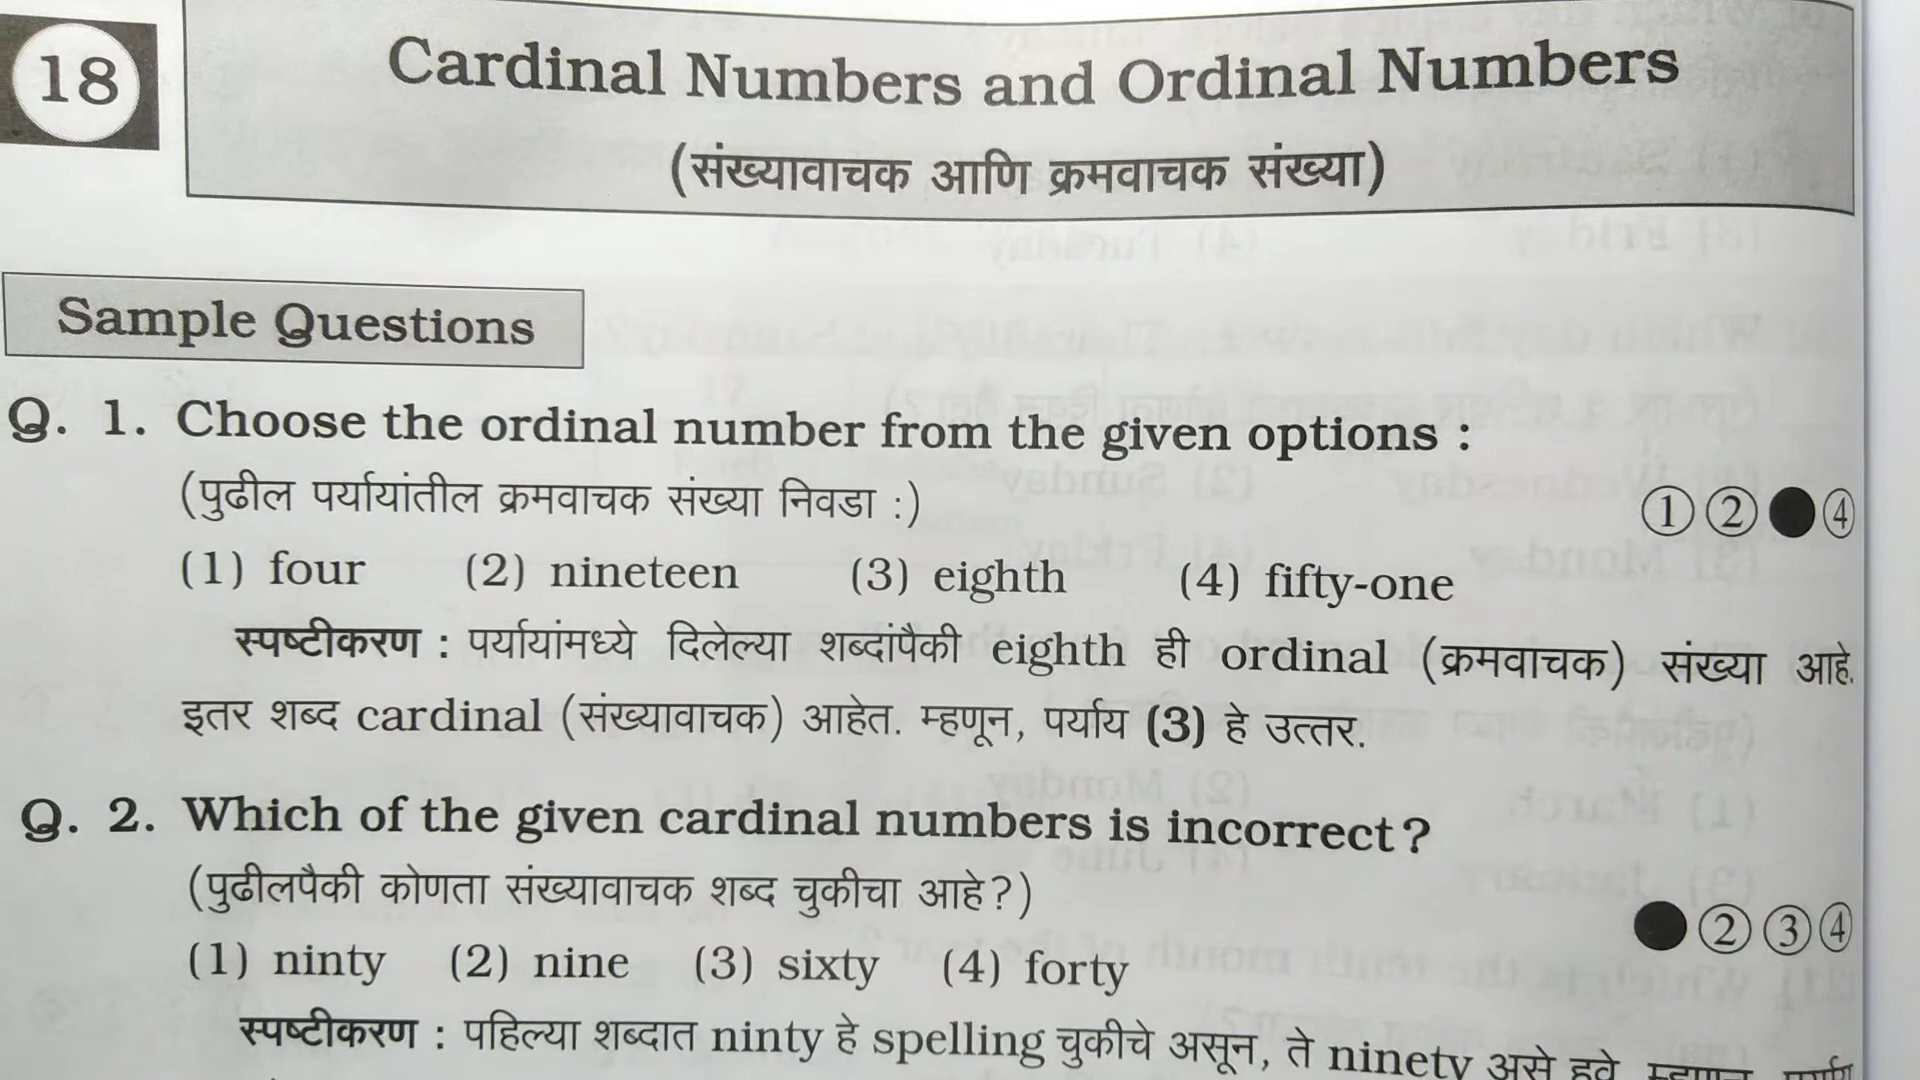 18
Cardinal Numbers and Ordinal Numbers
(संख्यावाचक आणि क्रमवाचक संख्या)
Sample Questions
Q. 1. Choose the ordinal number from the given options :
(पुढील पर्यायांतील क्रमवाचक संख्या निवडा :)
① ② ● ④
(1) four (2) nineteen (3) eighth (4) fifty-one
स्पष्टीकरण : पर्यायांमध्ये दिलेल्या शब्दांपैकी eighth ही ordinal (क्रमवाचक) संख्या आहे.
इतर शब्द cardinal (संख्यावाचक) आहेत. म्हणून, पर्याय (3) हे उत्तर.
Q. 2. Which of the given cardinal numbers is incorrect?
(पुढीलपैकी कोणता संख्यावाचक शब्द चुकीचा आहे?)
● ② ③ ④
(1) ninty (2) nine (3) sixty (4) forty
स्पष्टीकरण : पहिल्या शब्दात ninty हे spelling चुकीचे असून, ते ninety असे हवे. म्हणून, पर्याय